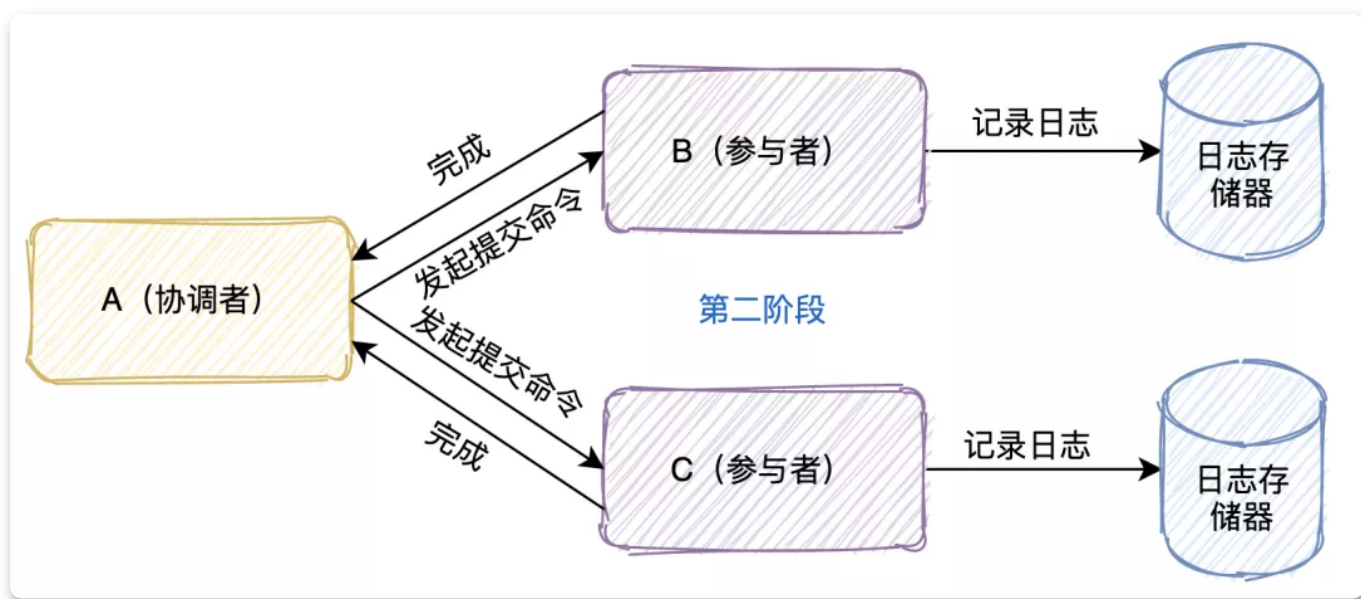 记录日志
B（参与者）
日志存
储器
完成
发起提交命令
A（协调者）
第二阶段
发起提交命令
完成
记录日志
C（参与者）
日志存
储器